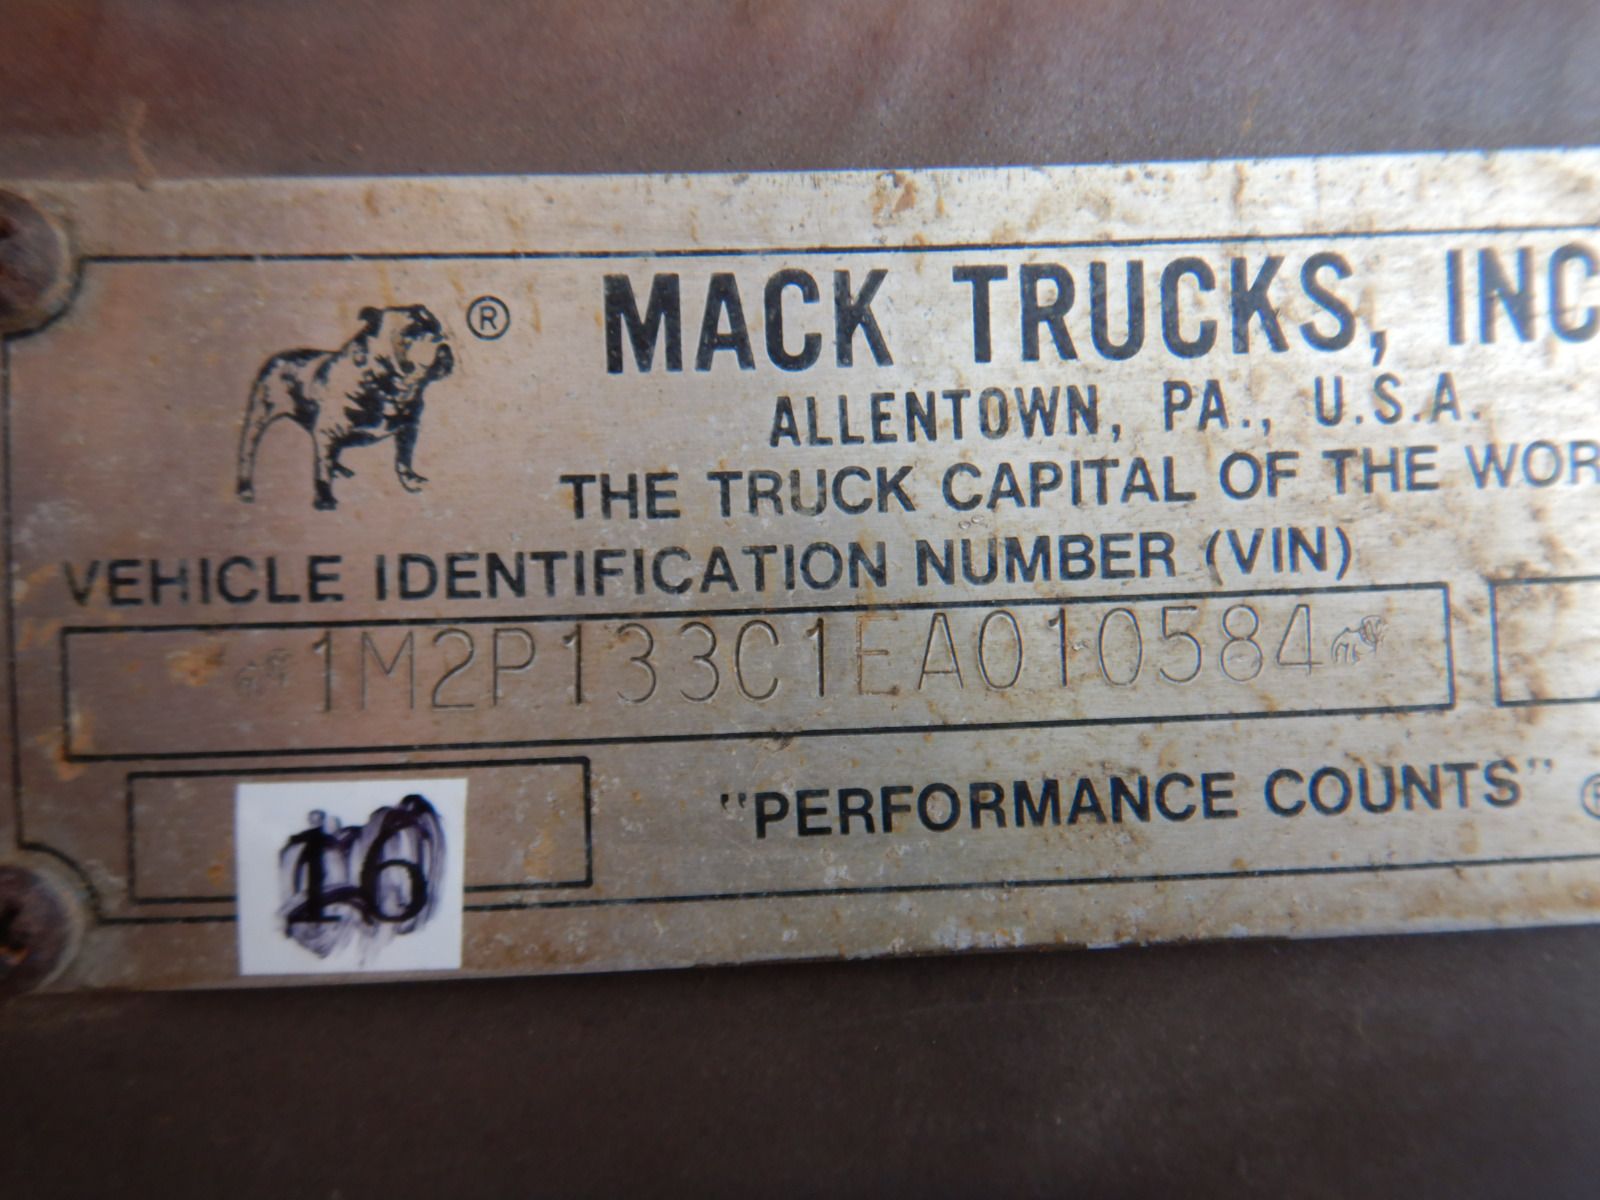 ®
MACK TRUCKS, INC
ALLENTOWN, PA., U.S.A.
THE TRUCK CAPITAL OF THE WOR
VEHICLE IDENTIFICATION NUMBER (VIN)
1M2P133C1EA010584
"PERFORMANCE COUNTS" ®
16